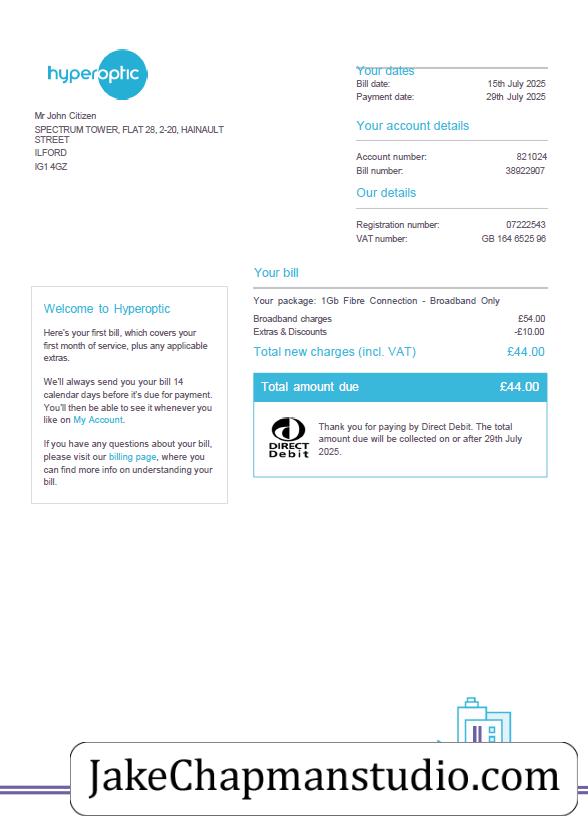 hyperoptic
Mr John Citizen
SPECTRUM TOWER, FLAT 28, 2-20, HAINAULT
STREET
ILFORD
IG1 4GZ
Your dates
Bill date: 15th July 2025
Payment date: 29th July 2025
Your account details
Account number: 821024
Bill number: 38922907
Our details
Registration number: 07222543
VAT number: GB 164 6525 96
Welcome to Hyperoptic
Here's your first bill, which covers your
first month of service, plus any applicable
extras.
We'll always send you your bill 14
calendar days before it's due for payment.
You'll then be able to see it whenever you
like on My Account.
If you have any questions about your bill,
please visit our billing page, where you
can find more info on understanding your
bill.
Your bill
Your package: 1Gb Fibre Connection - Broadband Only
Broadband charges £54.00
Extras & Discounts -£10.00
Total new charges (incl. VAT) £44.00
Total amount due £44.00
DIRECT
Debit
Thank you for paying by Direct Debit. The total
amount due will be collected on or after 29th July
2025.
JakeChapmanstudio.com